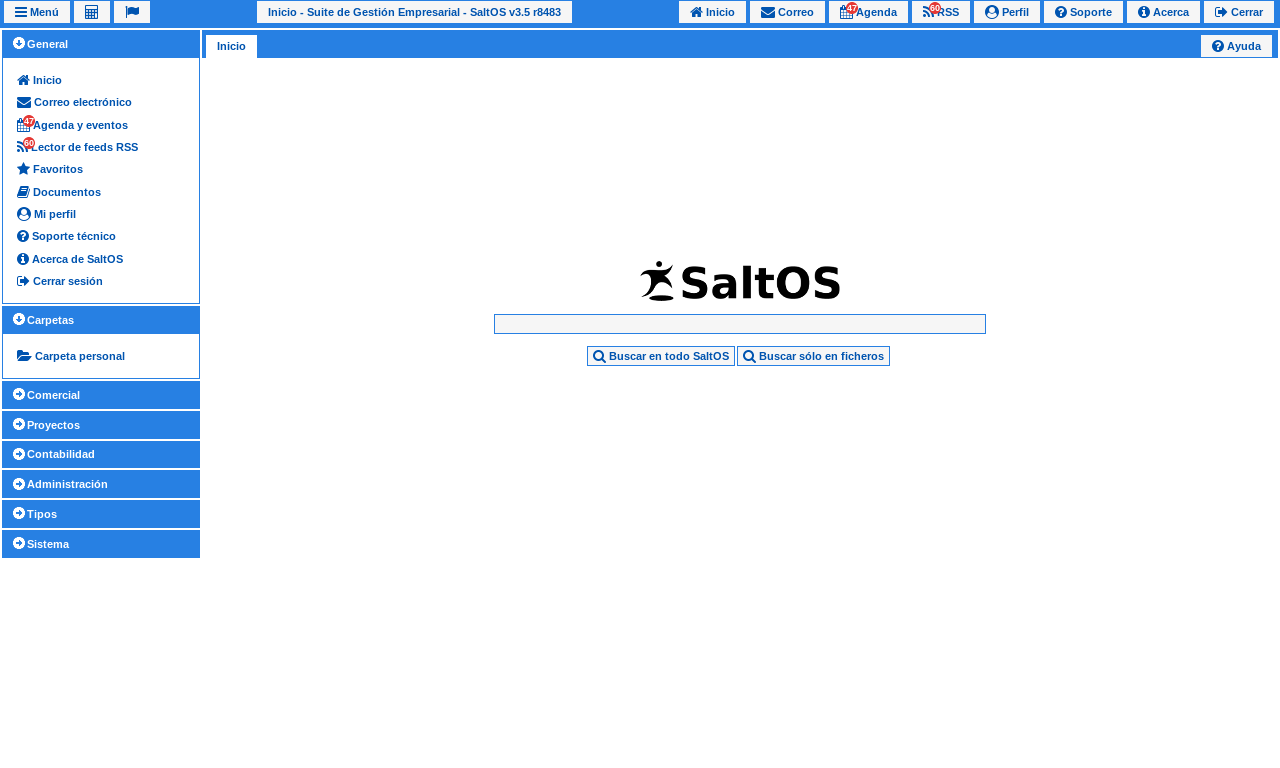 Menú
Inicio - Suite de Gestión Empresarial - SaltOS v3.5 r8483
Inicio
Correo
47 Agenda
60 RSS
Perfil
Soporte
Acerca
Cerrar
General
Inicio
Correo electrónico
47 Agenda y eventos
60 Lector de feeds RSS
Favoritos
Documentos
Mi perfil
Soporte técnico
Acerca de SaltOS
Cerrar sesión
Carpetas
Carpeta personal
Comercial
Proyectos
Contabilidad
Administración
Tipos
Sistema
Inicio
Ayuda
SaltOS
Buscar en todo SaltOS
Buscar sólo en ficheros